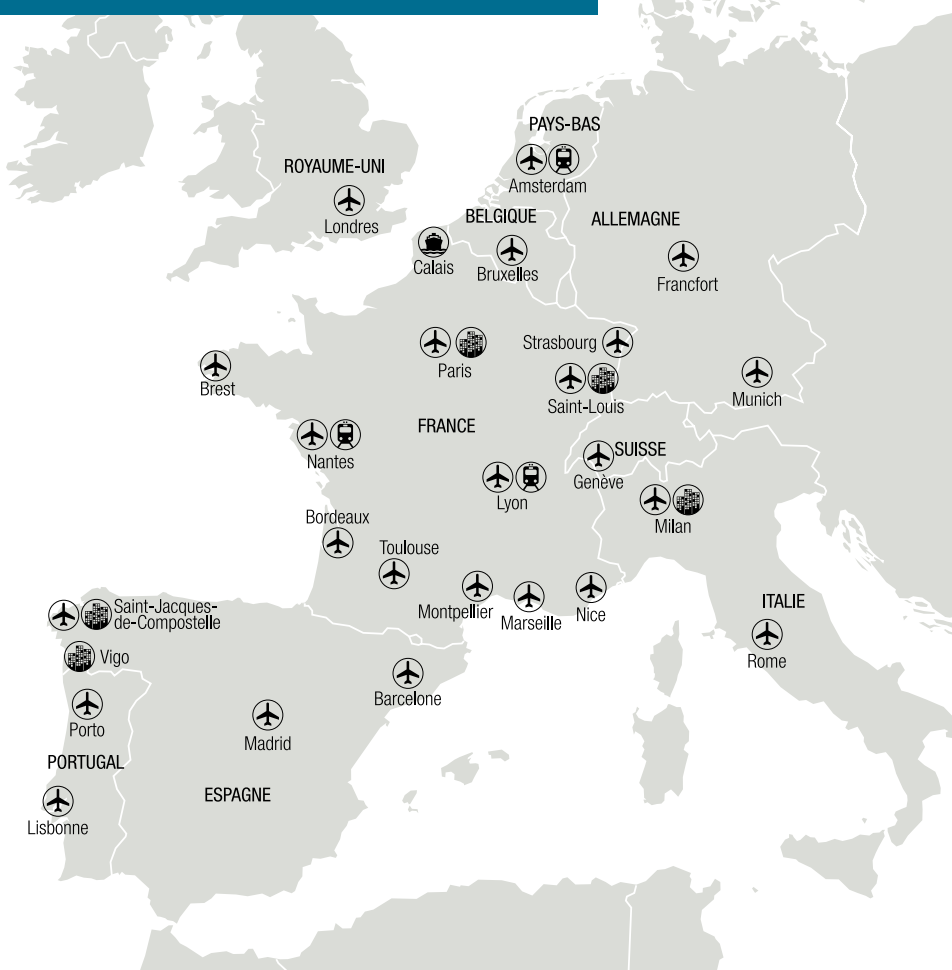 PAYS-BAS
Amsterdam
ROYAUME-UNI
Londres
BELGIQUE
ALLEMAGNE
Calais
Bruxelles
Francfort
Strasbourg
Paris
Brest
Saint-Louis
Munich
FRANCE
Nantes
SUISSE
Genève
Lyon
Milan
Bordeaux
Toulouse
Montpellier
Marseille
Nice
ITALIE
Saint-Jacques-
de-Compostelle
Vigo
Rome
Barcelone
Porto
Madrid
PORTUGAL
ESPAGNE
Lisbonne